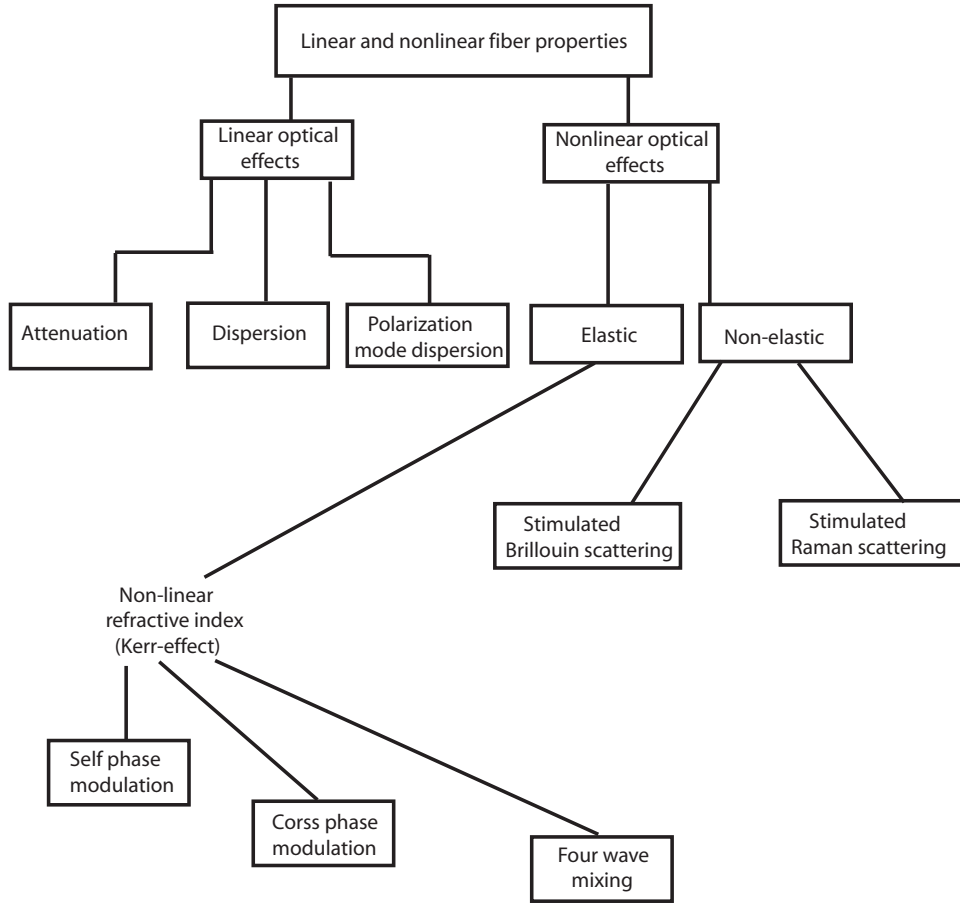 Linear and nonlinear fiber properties
Linear optical
effects
Nonlinear optical
effects
Attenuation
Dispersion
Polarization
mode dispersion
Elastic
Non-elastic
Stimulated
Brillouin scattering
Stimulated
Raman scattering
Non-linear
refractive index
(Kerr-effect)
Self phase
modulation
Corss phase
modulation
Four wave
mixing